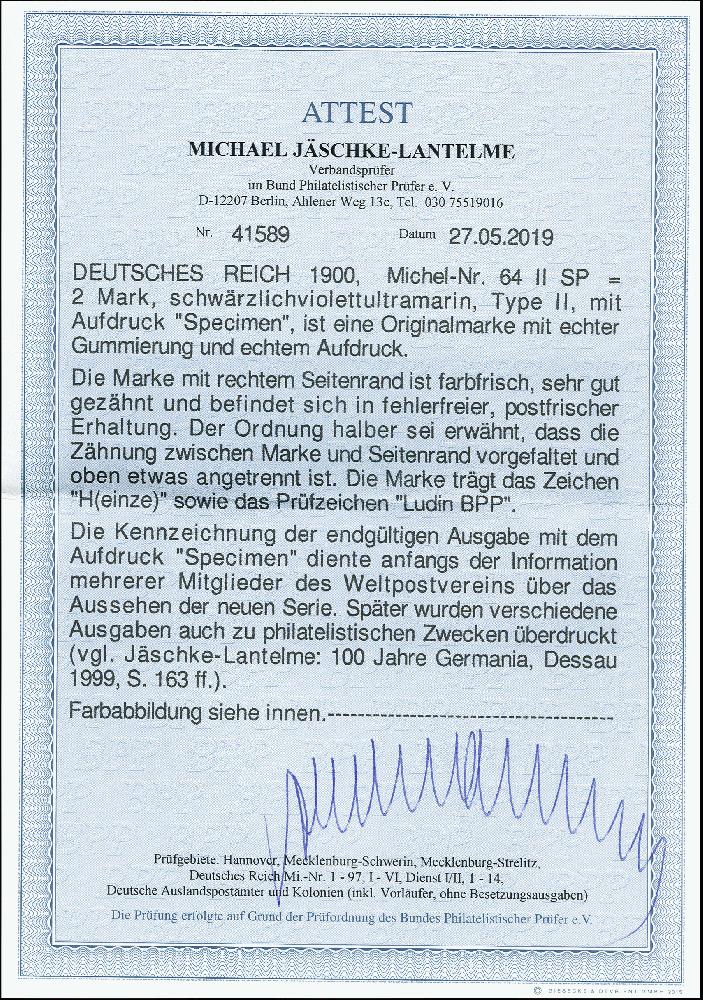 ATTEST
MICHAEL JÄSCHKE-LANTELME
Verbandsprüfer
im Bund Philatelistischer Prüfer e. V.
D-12207 Berlin, Ahlener Weg 13c, Tel. 030 75519016
Nr. 41589 Datum 27.05.2019
DEUTSCHES REICH 1900, Michel-Nr. 64 II SP =
2 Mark, schwärzlichviolettultramarin, Type II, mit
Aufdruck "Specimen", ist eine Originalmarke mit echter
Gummierung und echtem Aufdruck.
Die Marke mit rechtem Seitenrand ist farbfrisch, sehr gut
gezähnt und befindet sich in fehlerfreier, postfrischer
Erhaltung. Der Ordnung halber sei erwähnt, dass die
Zähnung zwischen Marke und Seitenrand vorgefaltet und
oben etwas angetrennt ist. Die Marke trägt das Zeichen
"H(einze)" sowie das Prüfzeichen "Ludin BPP".
Die Kennzeichnung der endgültigen Ausgabe mit dem
Aufdruck "Specimen" diente anfangs der Information
mehrerer Mitglieder des Weltpostvereins über das
Aussehen der neuen Serie. Später wurden verschiedene
Ausgaben auch zu philatelistischen Zwecken überdruckt
(vgl. Jäschke-Lantelme: 100 Jahre Germania, Dessau
1999, S. 163 ff.).
Farbabbildung siehe innen.--------------------------------------
Prüfgebiete: Hannover, Mecklenburg-Schwerin, Mecklenburg-Strelitz,
Deutsches Reich Mi.-Nr. 1 - 97, I - VI, Dienst I/II, 1 - 14,
Deutsche Auslandspostämter und Kolonien (inkl. Vorläufer, ohne Besetzungsausgaben)
Die Prüfung erfolgte auf Grund der Prüfordnung des Bundes Philatelistischer Prüfer e.V.
© GIESECKE & DEVRIENT GMBH 2015